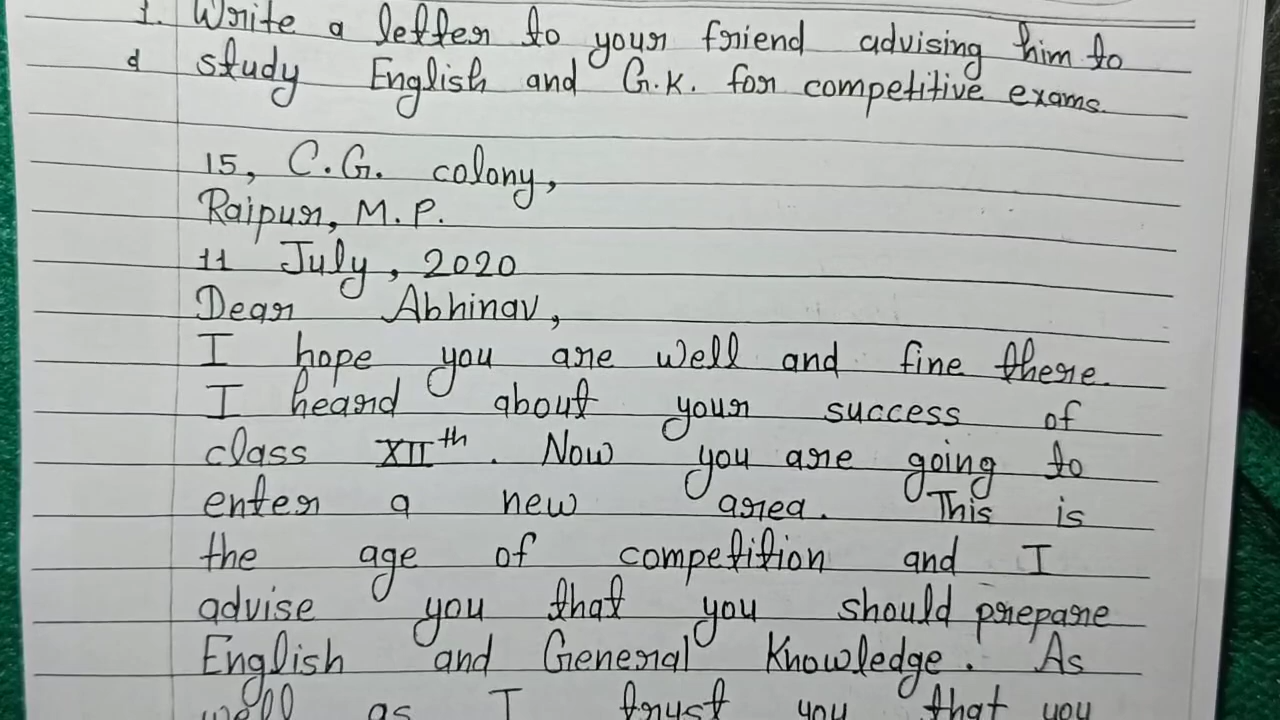 1. Write a letter to your friend advising him to
d study English and G.K. for competitive exams.
15, C.G. colony,
Raipur, M.P.
11 July, 2020
Dear Abhinav,
I hope you are well and fine there.
I heard about your success of
class XIIth. Now you are going to
enter a new area. This is
the age of competition and I
advise you that you should prepare
English and General Knowledge. As
well as I trust you that you